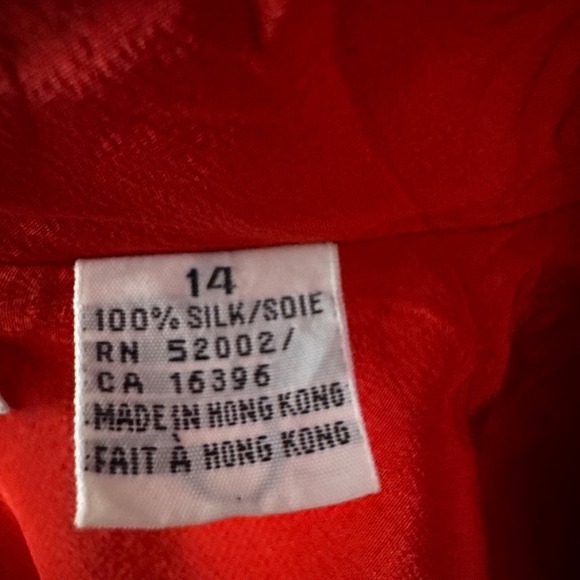 14
100% SILK/SOIE
RN 52002/
CA 16396
MADE IN HONG KONG
FAIT À HONG KONG